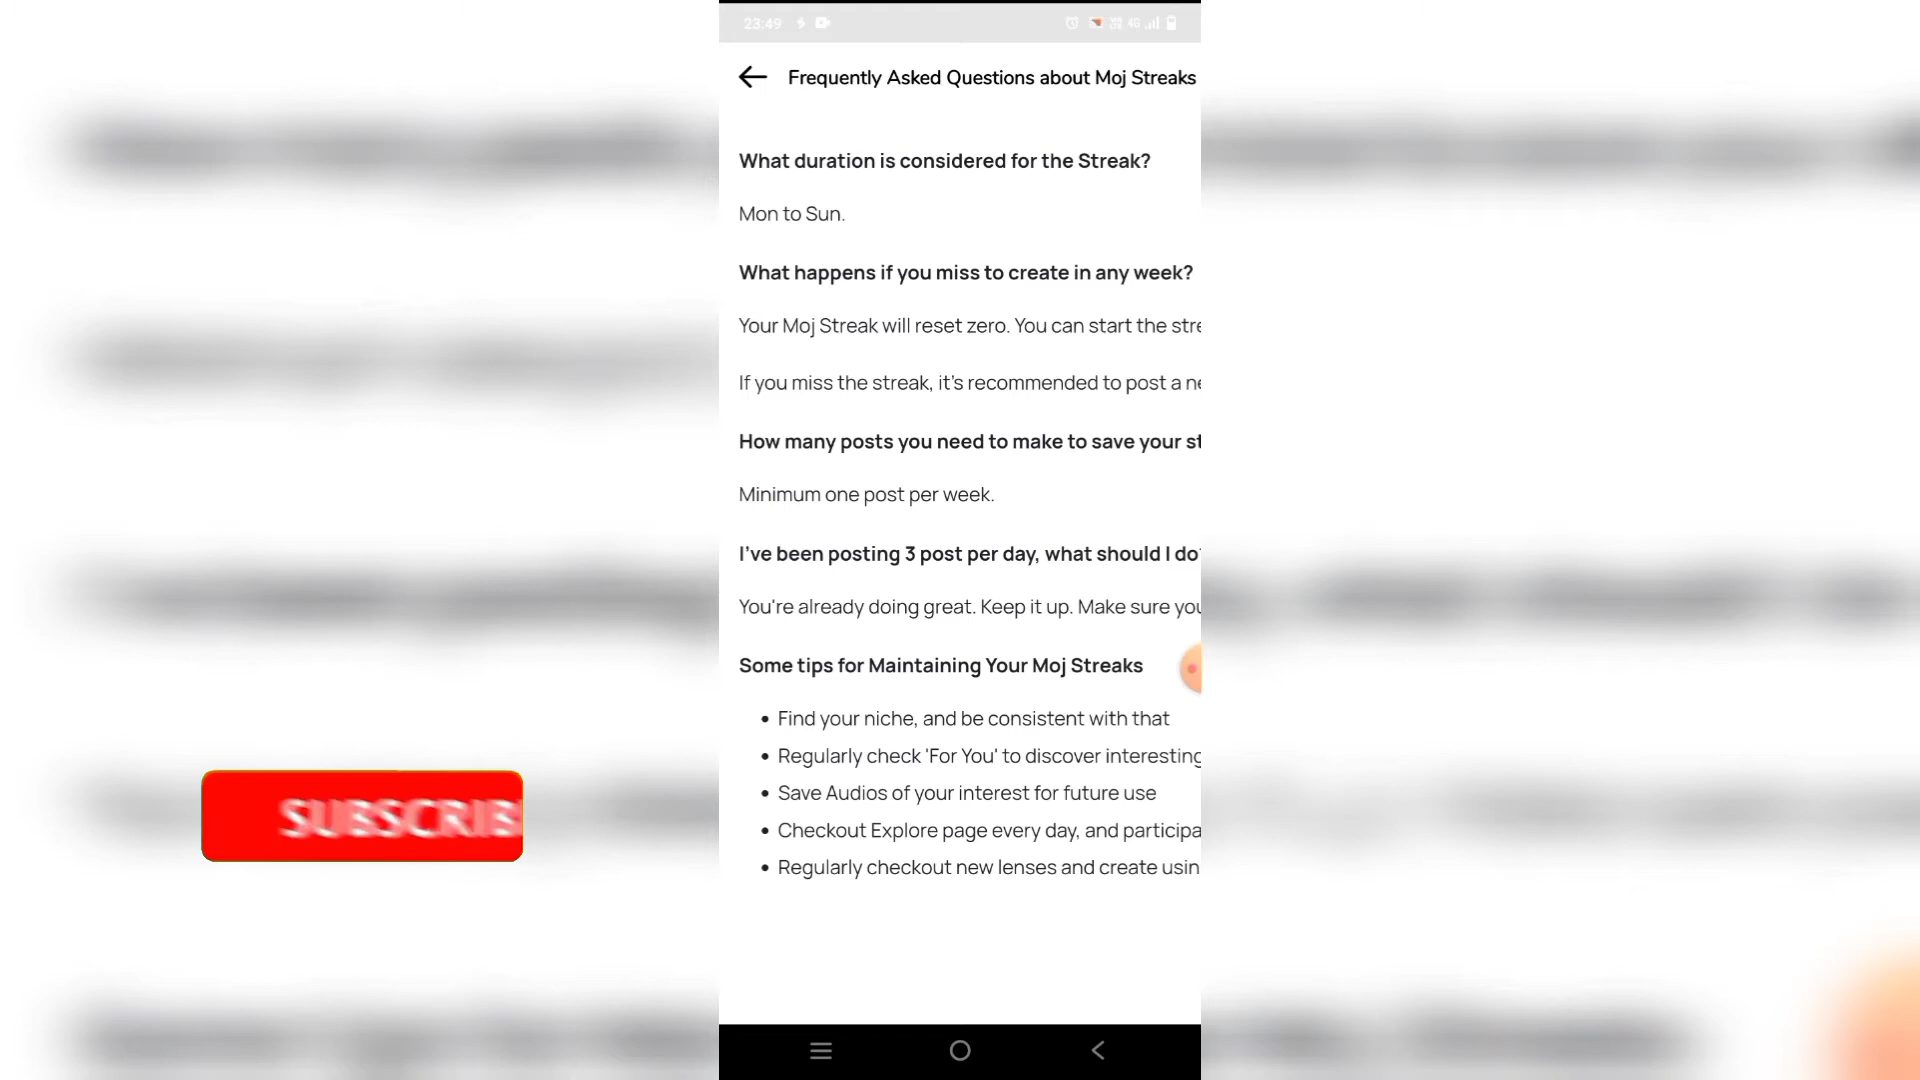 23:49
4G
Frequently Asked Questions about Moj Streaks
What duration is considered for the Streak?
Mon to Sun.
What happens if you miss to create in any week?
Your Moj Streak will reset zero. You can start the stre
If you miss the streak, it's recommended to post a ne
How many posts you need to make to save your st
Minimum one post per week.
I've been posting 3 post per day, what should I do
You're already doing great. Keep it up. Make sure you
Some tips for Maintaining Your Moj Streaks
• Find your niche, and be consistent with that
• Regularly check 'For You' to discover interesting
• Save Audios of your interest for future use
• Checkout Explore page every day, and participa
• Regularly checkout new lenses and create usin
SUBSCRIB